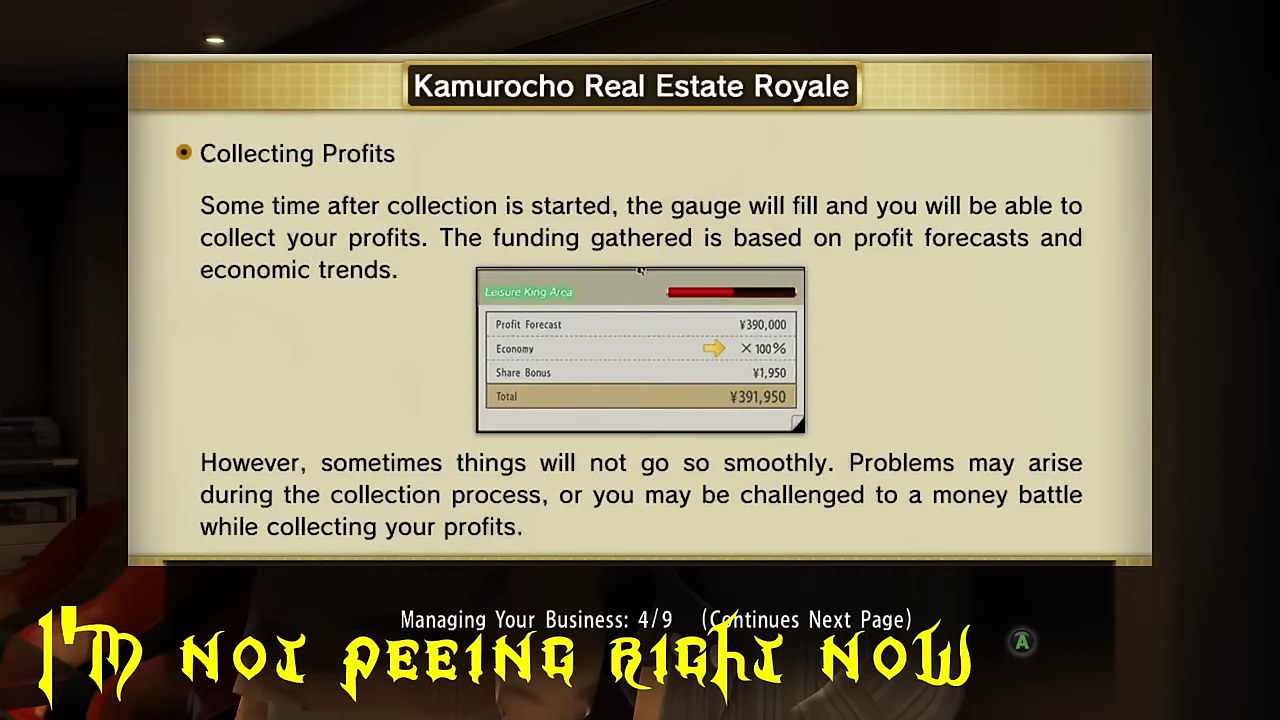 Kamurocho Real Estate Royale
Collecting Profits
Some time after collection is started, the gauge will fill and you will be able to
collect your profits. The funding gathered is based on profit forecasts and
economic trends.
Leisure King Area
Profit Forecast ¥390,000
Economy ×100%
Share Bonus ¥1,950
Total ¥391,950
However, sometimes things will not go so smoothly. Problems may arise
during the collection process, or you may be challenged to a money battle
while collecting your profits.
Managing Your Business: 4/9 (Continues Next Page)
I'm not peeing right now
A